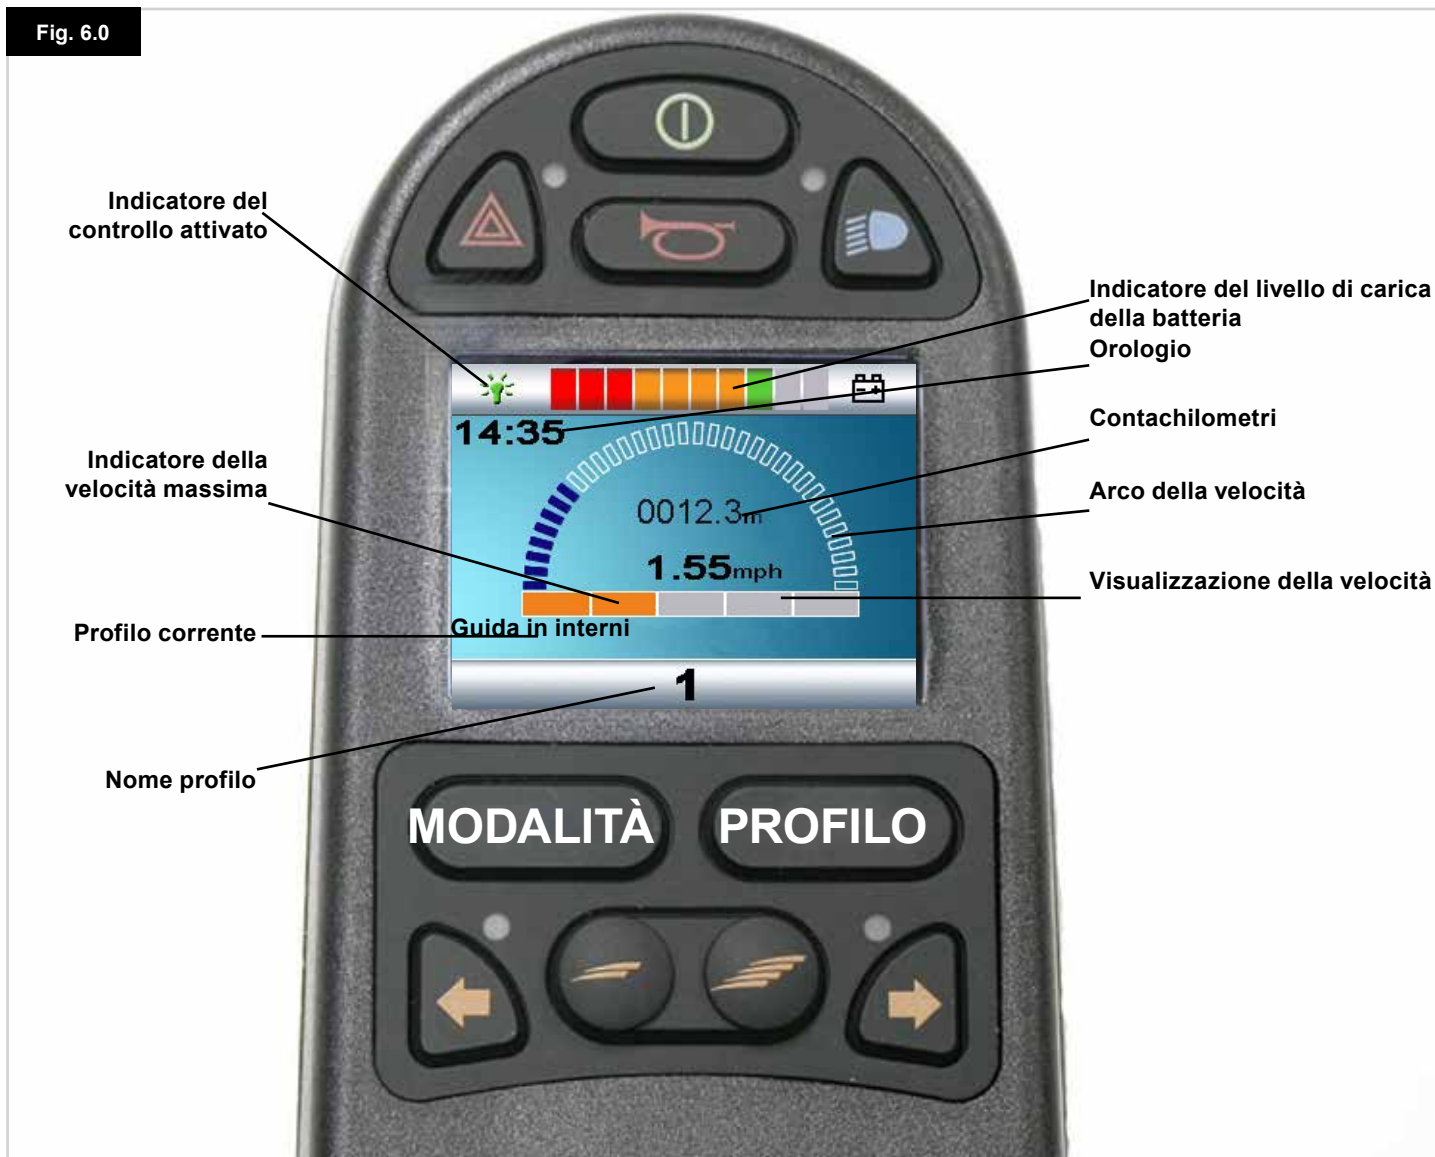 Fig. 6.0
Indicatore del
controllo attivato
Indicatore del livello di carica
della batteria
Orologio
14:35
Contachilometri
Indicatore della
velocità massima
Arco della velocità
0012.3m
1.55mph
Visualizzazione della velocità
Profilo corrente
Guida in interni
1
Nome profilo
MODALITÀ
PROFILO